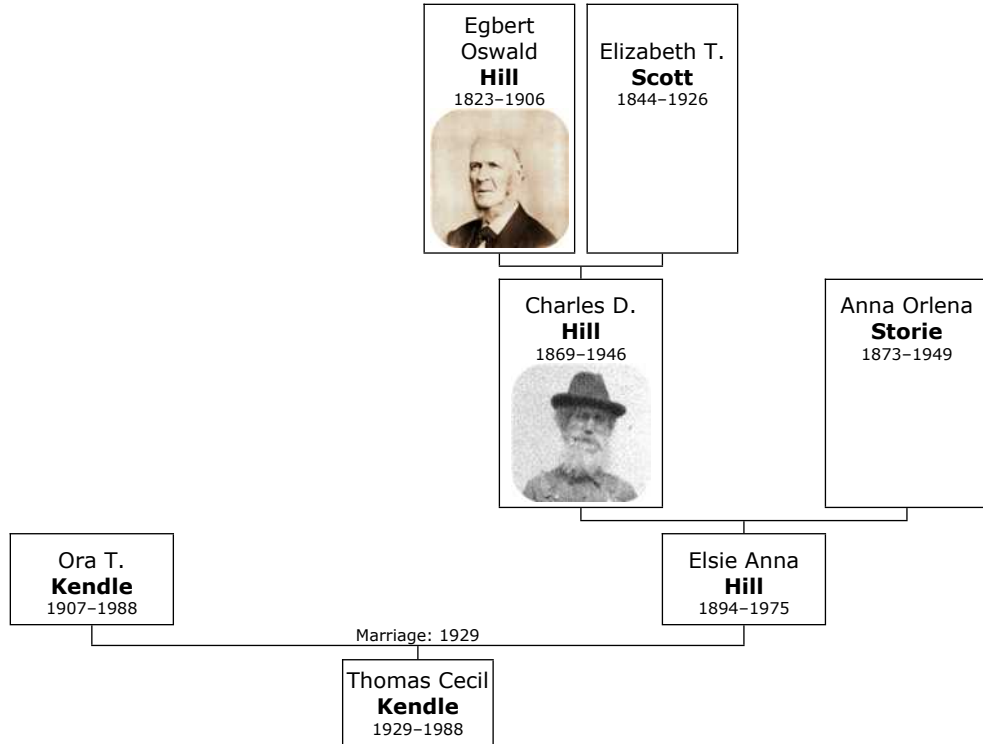 Egbert
Oswald
Hill
1823–1906
Elizabeth T.
Scott
1844–1926
Charles D.
Hill
1869–1946
Anna Orlena
Storie
1873–1949
Ora T.
Kendle
1907–1988
Elsie Anna
Hill
1894–1975
Marriage: 1929
Thomas Cecil
Kendle
1929–1988